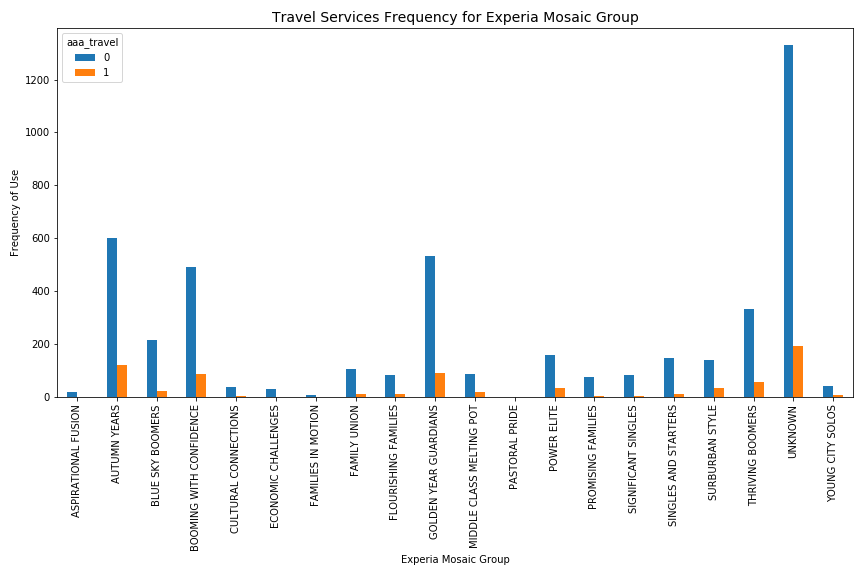 Travel Services Frequency for Experia Mosaic Group
aaa_travel
0
1
Frequency of Use
1200
1000
800
600
400
200
0
ASPIRATIONAL FUSION
AUTUMN YEARS
BLUE SKY BOOMERS
BOOMING WITH CONFIDENCE
CULTURAL CONNECTIONS
ECONOMIC CHALLENGES
FAMILIES IN MOTION
FAMILY UNION
FLOURISHING FAMILIES
GOLDEN YEAR GUARDIANS
MIDDLE CLASS MELTING POT
PASTORAL PRIDE
POWER ELITE
PROMISING FAMILIES
SIGNIFICANT SINGLES
SINGLES AND STARTERS
SURBURBAN STYLE
THRIVING BOOMERS
UNKNOWN
YOUNG CITY SOLOS
Experia Mosaic Group